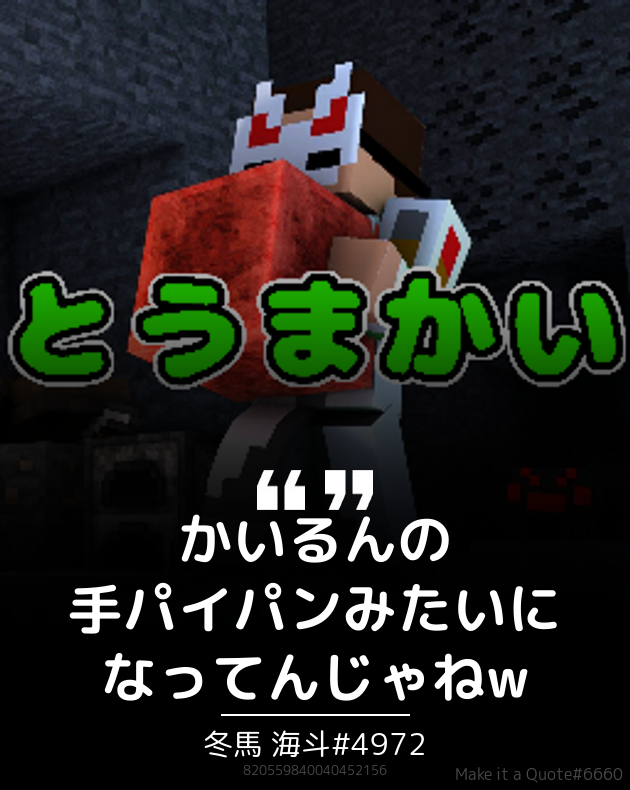 とうまかい
❝ ❞
かいるんの
手パイパンみたいに
なってんじゃねw
冬馬 海斗#4972
820559840040452156
Make it a Quote#6660